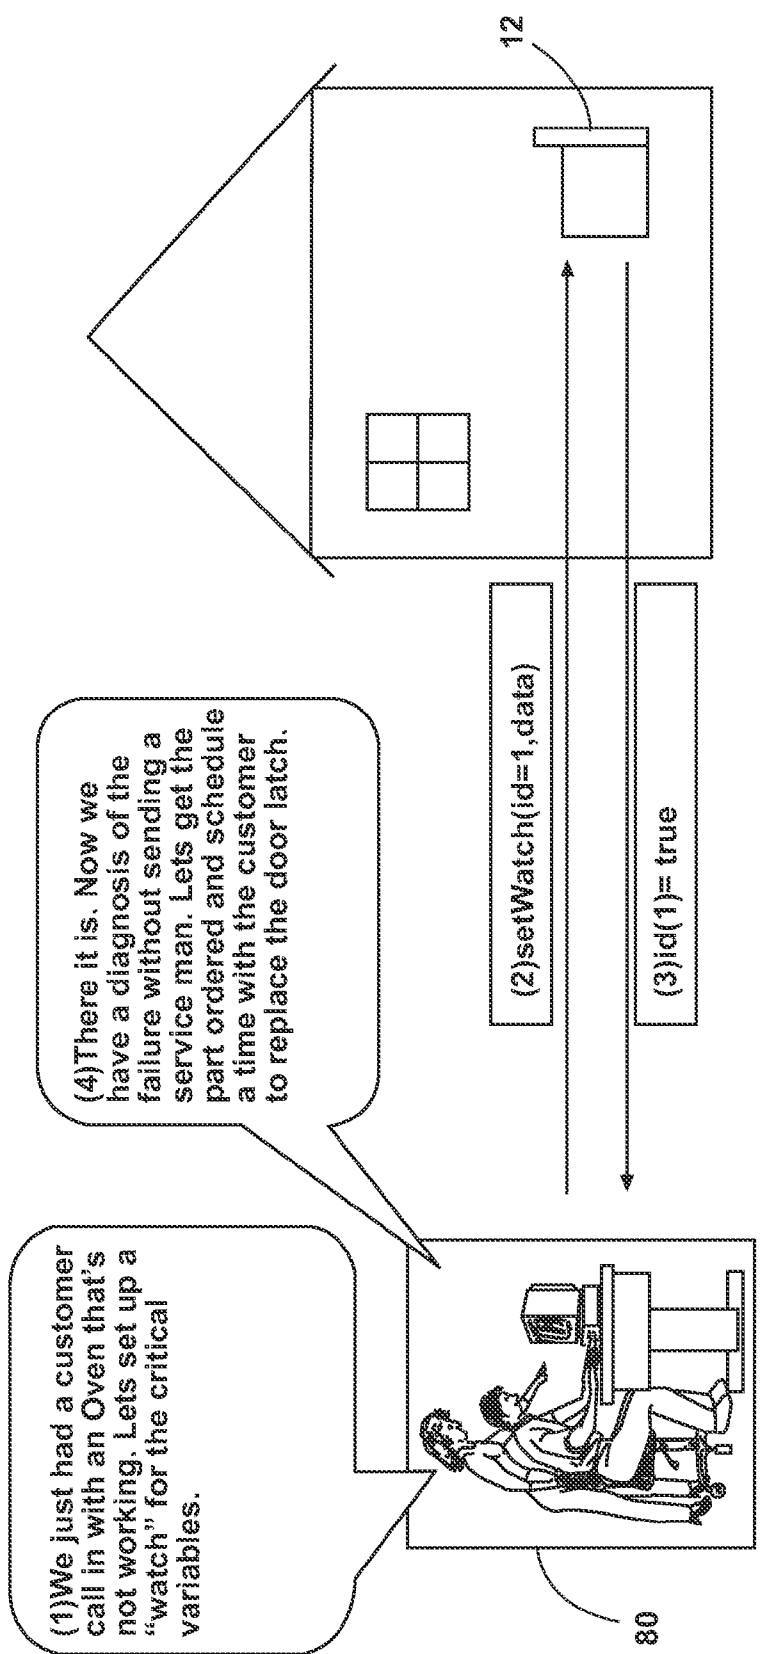 (1)We just had a customer
call in with an Oven that's
not working. Lets set up a
“watch” for the critical
variables.
(4)There it is. Now we
have a diagnosis of the
failure without sending a
service man. Lets get the
part ordered and schedule
a time with the customer
to replace the door latch.
(2)setWatch(id=1,data)
(3)id(1)= true
80
12